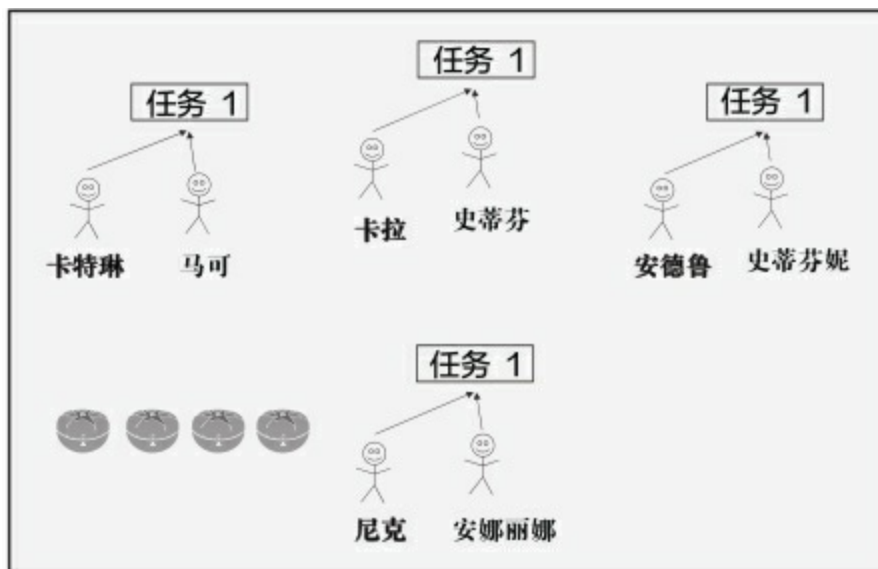 任务 1
任务 1
任务 1
卡特琳
马可
卡拉
史蒂芬
安德鲁
史蒂芬妮
任务 1
尼克
安娜丽娜